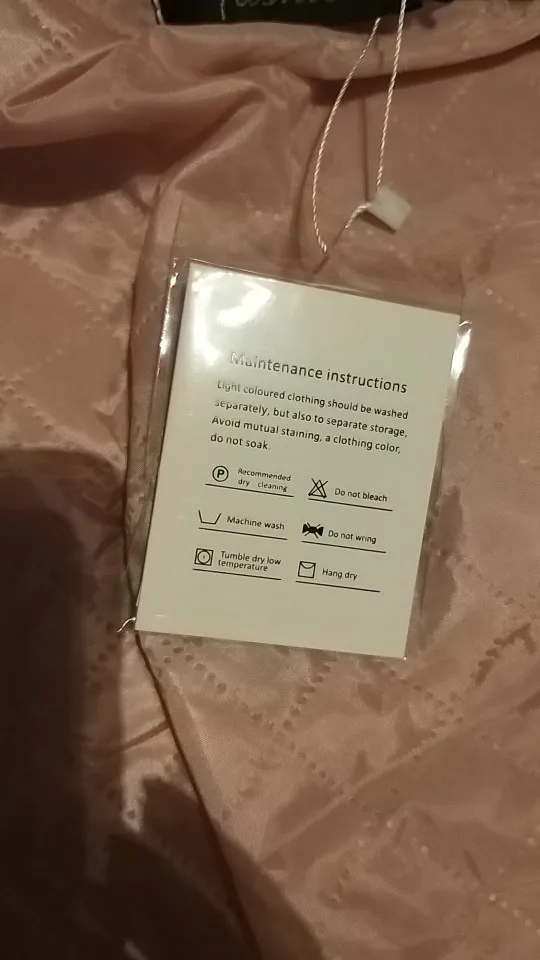 Maintenance instructions
Light coloured clothing should be washed
separately, but also to separate storage,
Avoid mutual staining, a clothing color,
do not soak.
P
Recommended
dry cleaning
Do not bleach
Machine wash
Do not wring
Tumble dry low
temperature
Hang dry